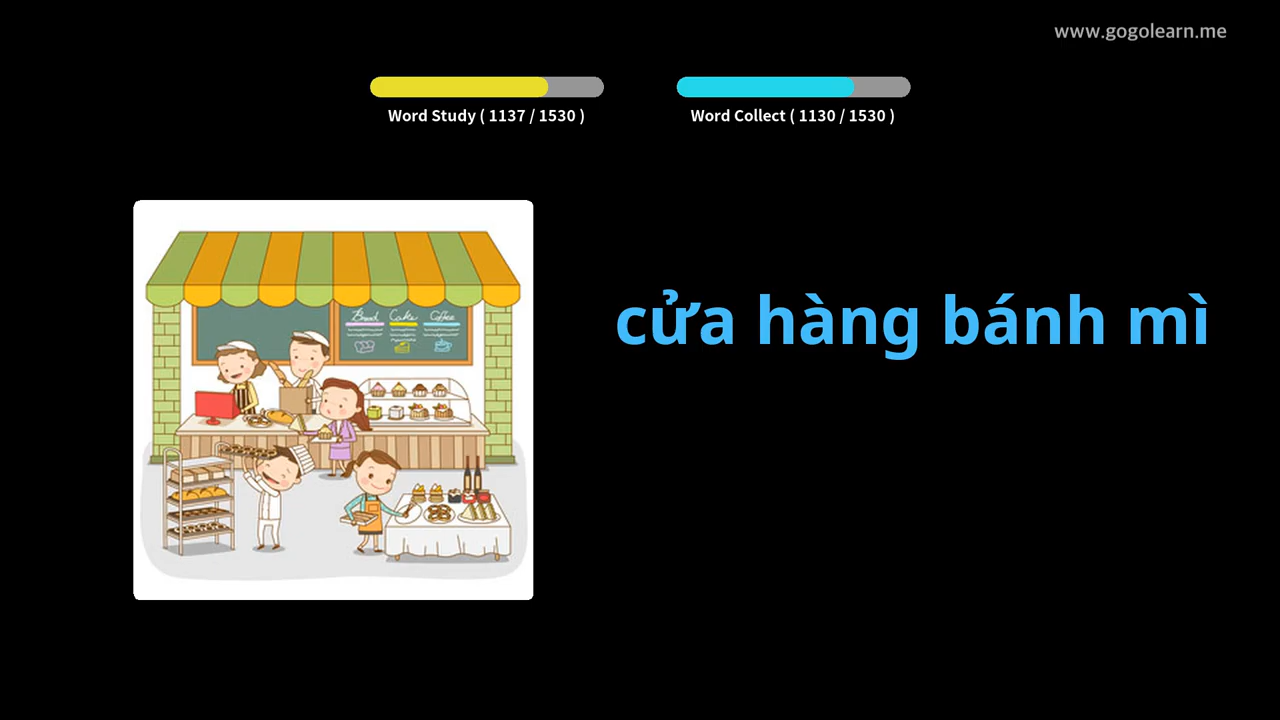 www.gogolearn.me
Word Study ( 1137 / 1530 )
Word Collect ( 1130 / 1530 )
Bread Cake Coffee
cửa hàng bánh mì